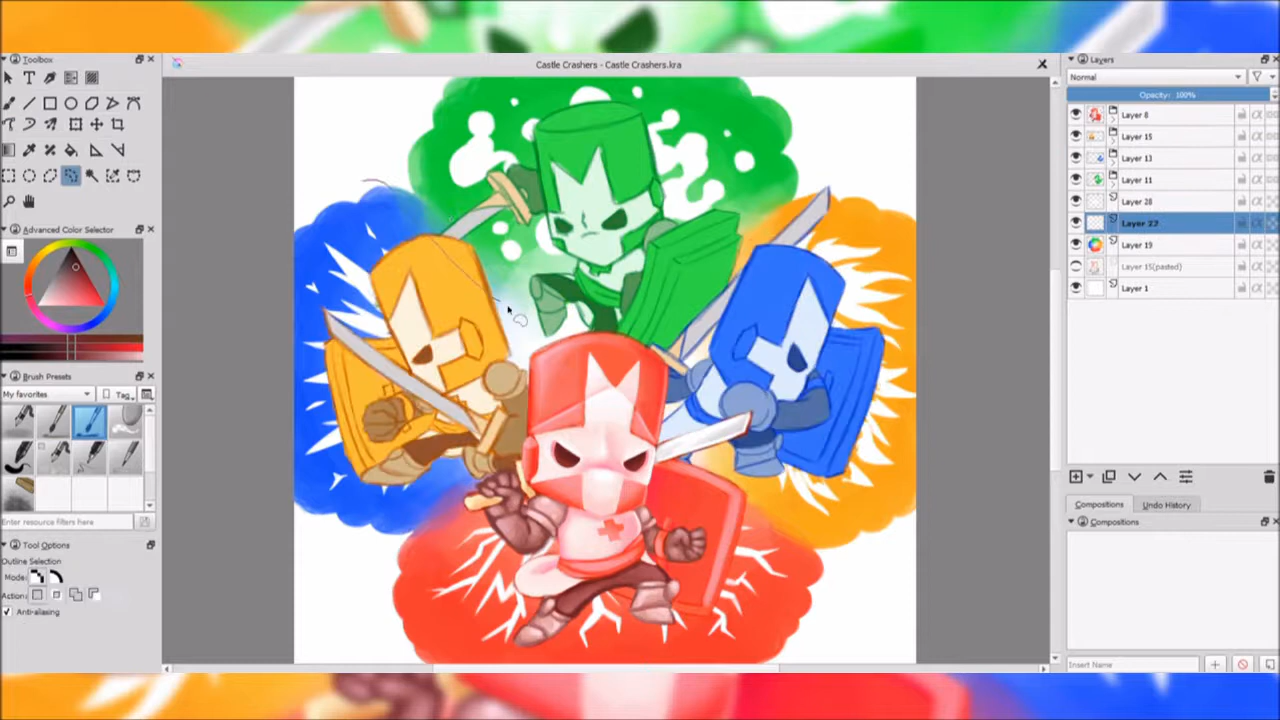 Toolbox
Castle Crashers - Castle Crashers.kra
Layers
Normal
Opacity: 100%
Layer 8
Layer 15
Layer 13
Layer 11
Layer 28
Layer 27
Layer 19
Layer 15(pasted)
Layer 1
Advanced Color Selector
Brush Presets
My favorites
Tag
Enter resource filters here
Tool Options
Outline Selection
Mode:
Action:
Anti-aliasing
Compositions
Undo History
Compositions
Insert Name